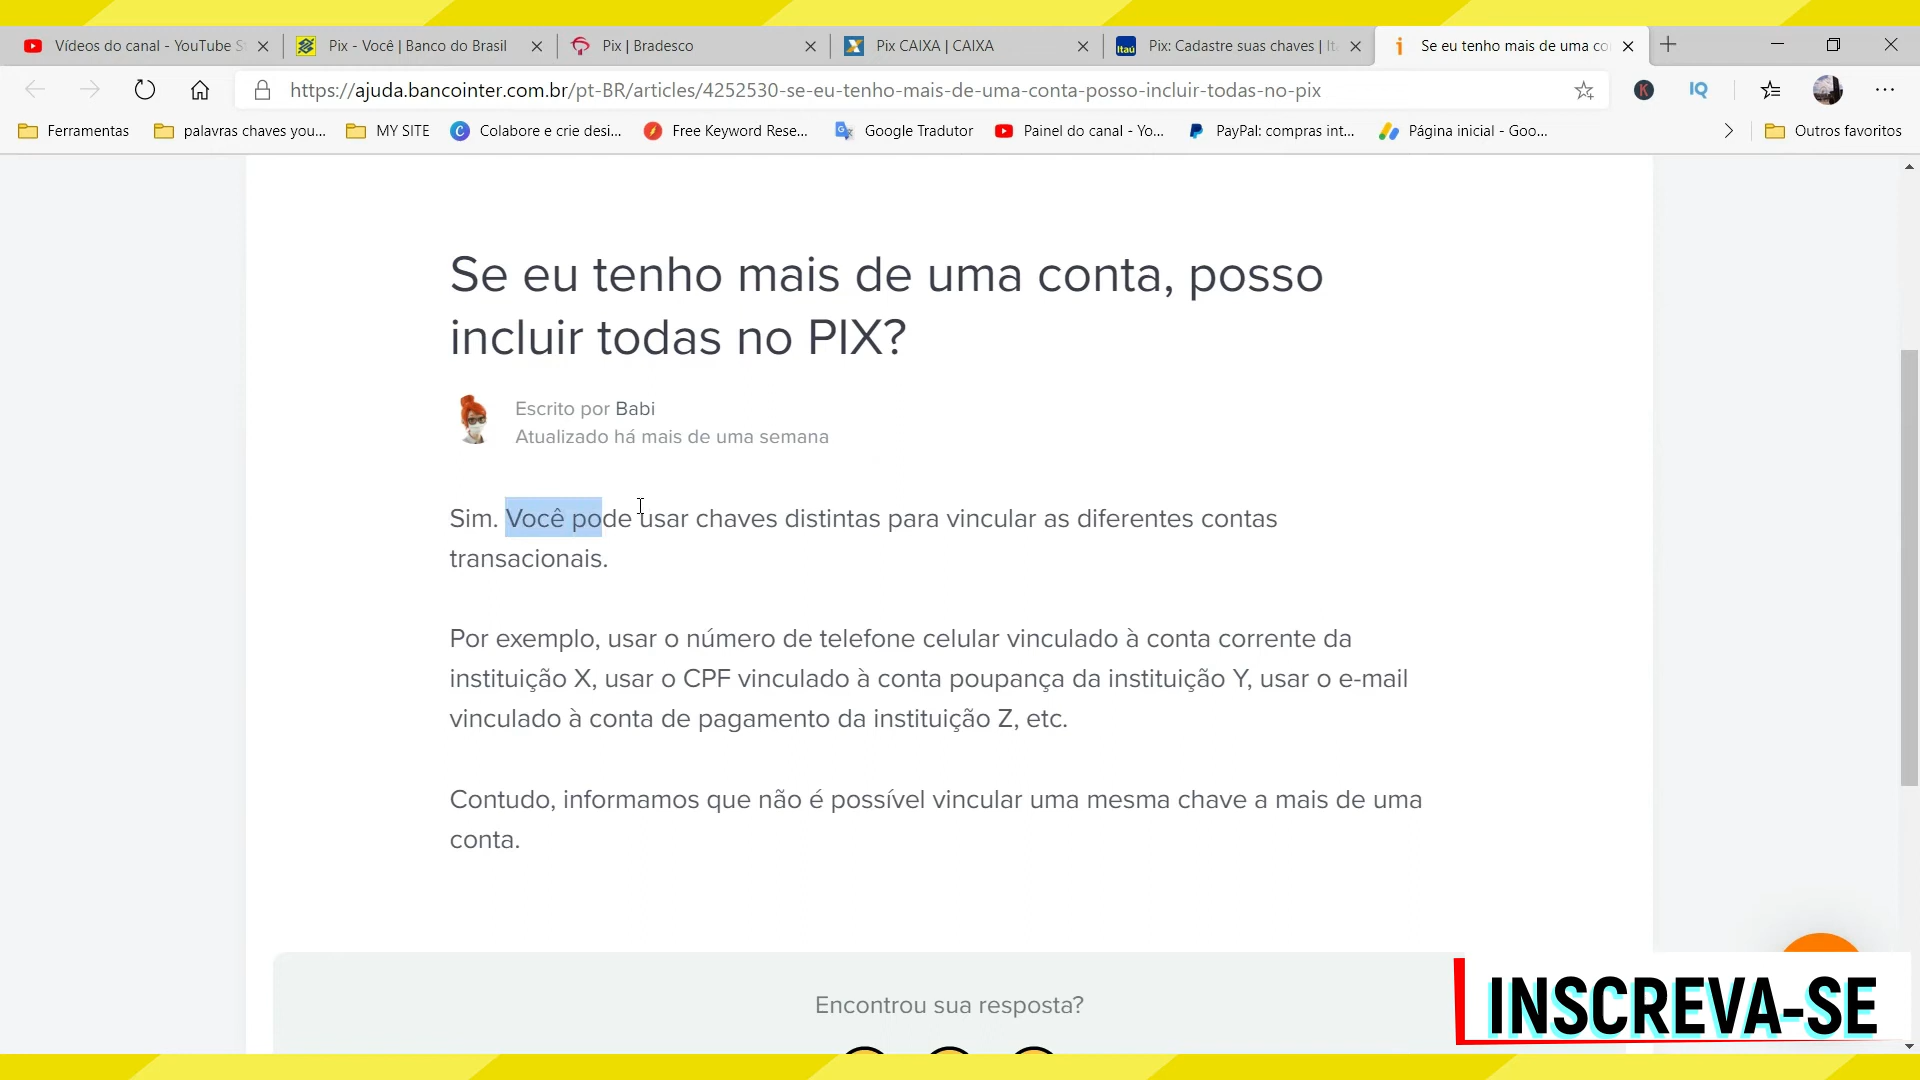 Vídeos do canal - YouTube S
Pix - Você | Banco do Brasil
Pix | Bradesco
Pix CAIXA | CAIXA
Itaú
Pix: Cadastre suas chaves | It
Se eu tenho mais de uma co
https://ajuda.bancointer.com.br/pt-BR/articles/4252530-se-eu-tenho-mais-de-uma-conta-posso-incluir-todas-no-pix
K
IQ
Ferramentas
palavras chaves you...
MY SITE
Colabore e crie desi...
Free Keyword Rese...
Google Tradutor
Painel do canal - Yo...
PayPal: compras int...
Página inicial - Goo...
Outros favoritos
Se eu tenho mais de uma conta, posso
incluir todas no PIX?
Escrito por Babi
Atualizado há mais de uma semana
Sim. Você pode usar chaves distintas para vincular as diferentes contas
transacionais.
Por exemplo, usar o número de telefone celular vinculado à conta corrente da
instituição X, usar o CPF vinculado à conta poupança da instituição Y, usar o e-mail
vinculado à conta de pagamento da instituição Z, etc.
Contudo, informamos que não é possível vincular uma mesma chave a mais de uma
conta.
Encontrou sua resposta?
INSCREVA-SE